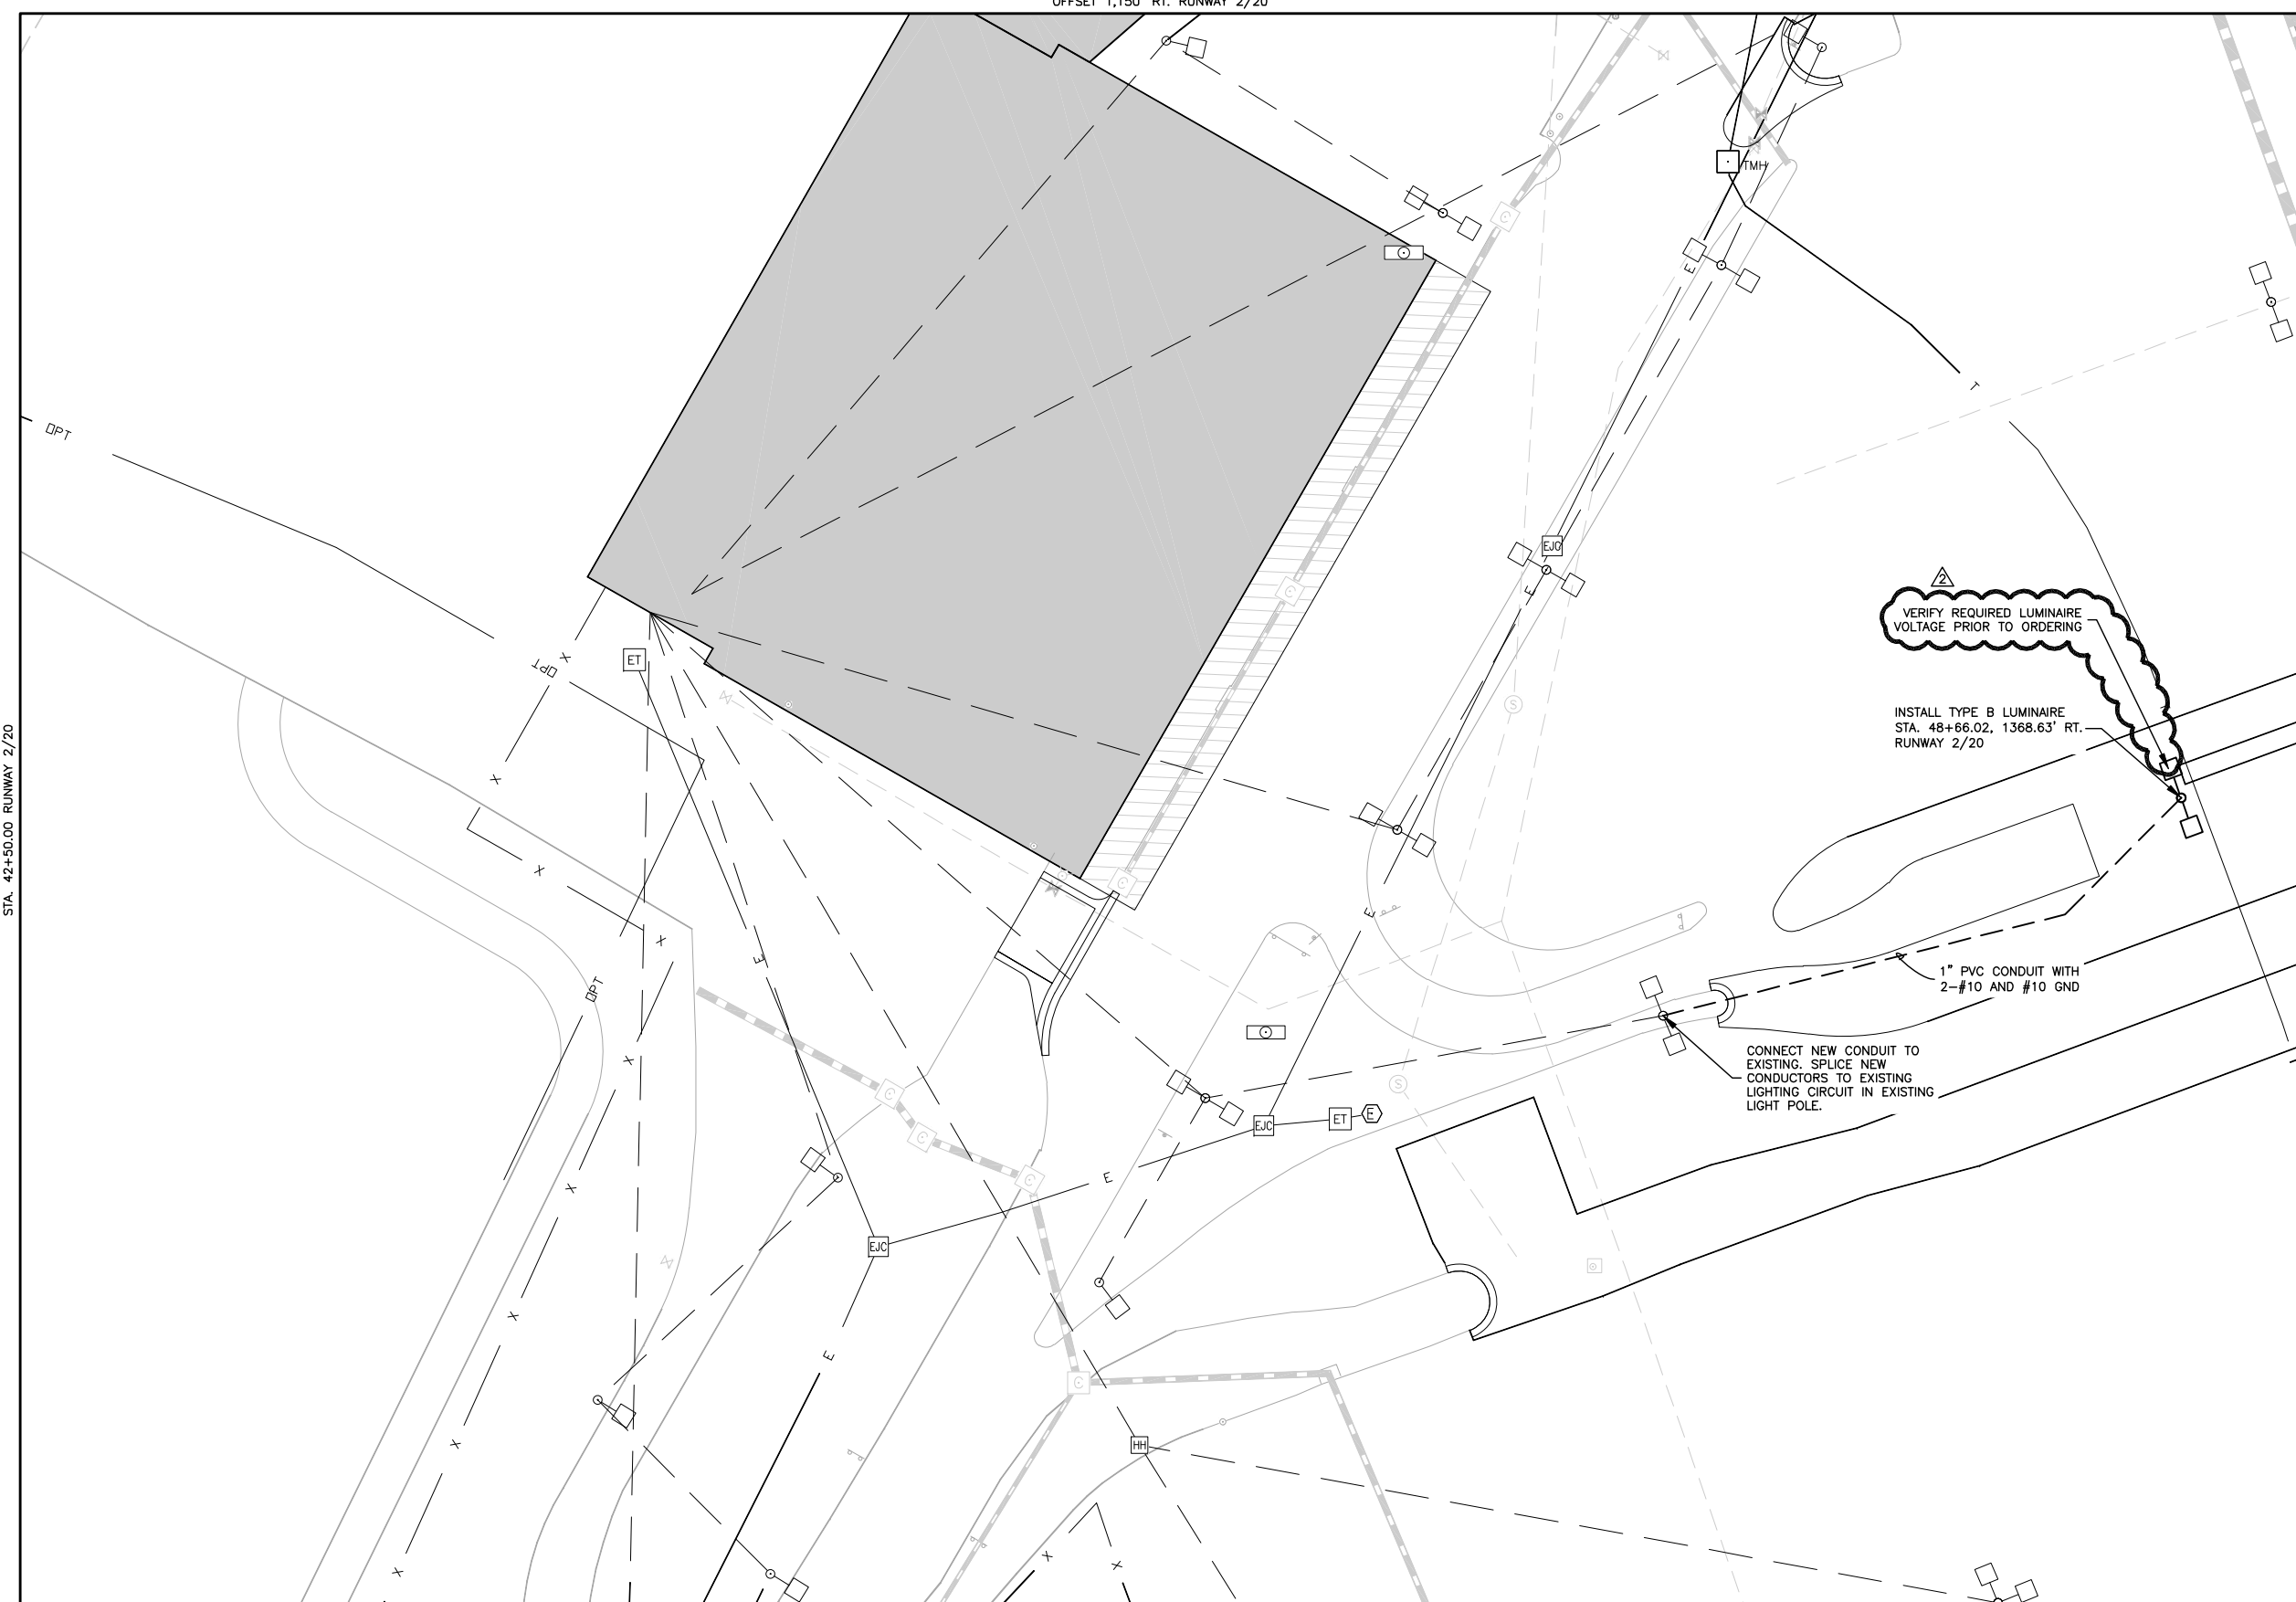 OFFSET 1,150' RT. RUNWAY 2/20
TMH
E
T
OPT
EJC
E
2
VERIFY REQUIRED LUMINAIRE
VOLTAGE PRIOR TO ORDERING
X
OPT
ET
INSTALL TYPE B LUMINAIRE
STA. 48+66.02, 1368.63' RT.
RUNWAY 2/20
STA. 42+50.00 RUNWAY 2/20
X
S
X
E
X
E
OPT
1" PVC CONDUIT WITH
2-#10 AND #10 GND
CONNECT NEW CONDUIT TO
EXISTING. SPLICE NEW
CONDUCTORS TO EXISTING
LIGHTING CIRCUIT IN EXISTING
LIGHT POLE.
X
S
EJC
ET
E
X
E
EJC
X
E
X
HH
X
X
X
C
C
C
C
C
C
C